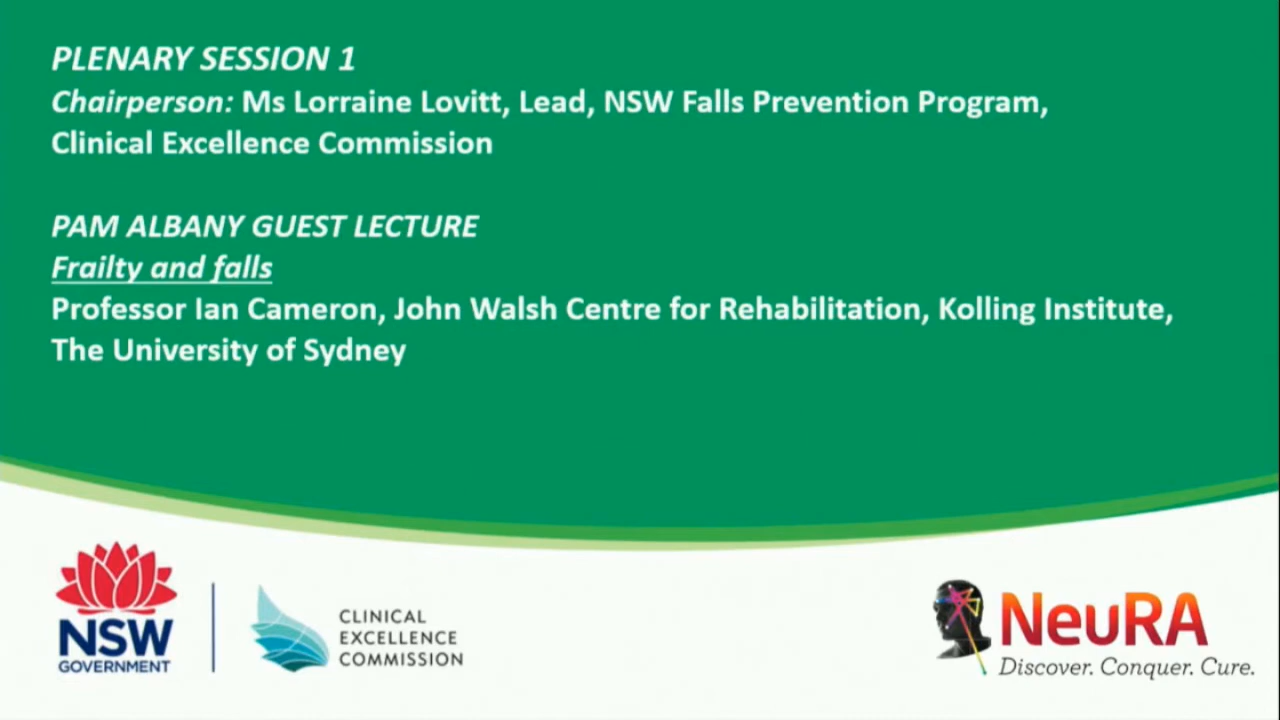 PLENARY SESSION 1
Chairperson: Ms Lorraine Lovitt, Lead, NSW Falls Prevention Program,
Clinical Excellence Commission
PAM ALBANY GUEST LECTURE
Frailty and falls
Professor Ian Cameron, John Walsh Centre for Rehabilitation, Kolling Institute,
The University of Sydney
NSW
GOVERNMENT
CLINICAL
EXCELLENCE
COMMISSION
NeuRA
Discover. Conquer. Cure.